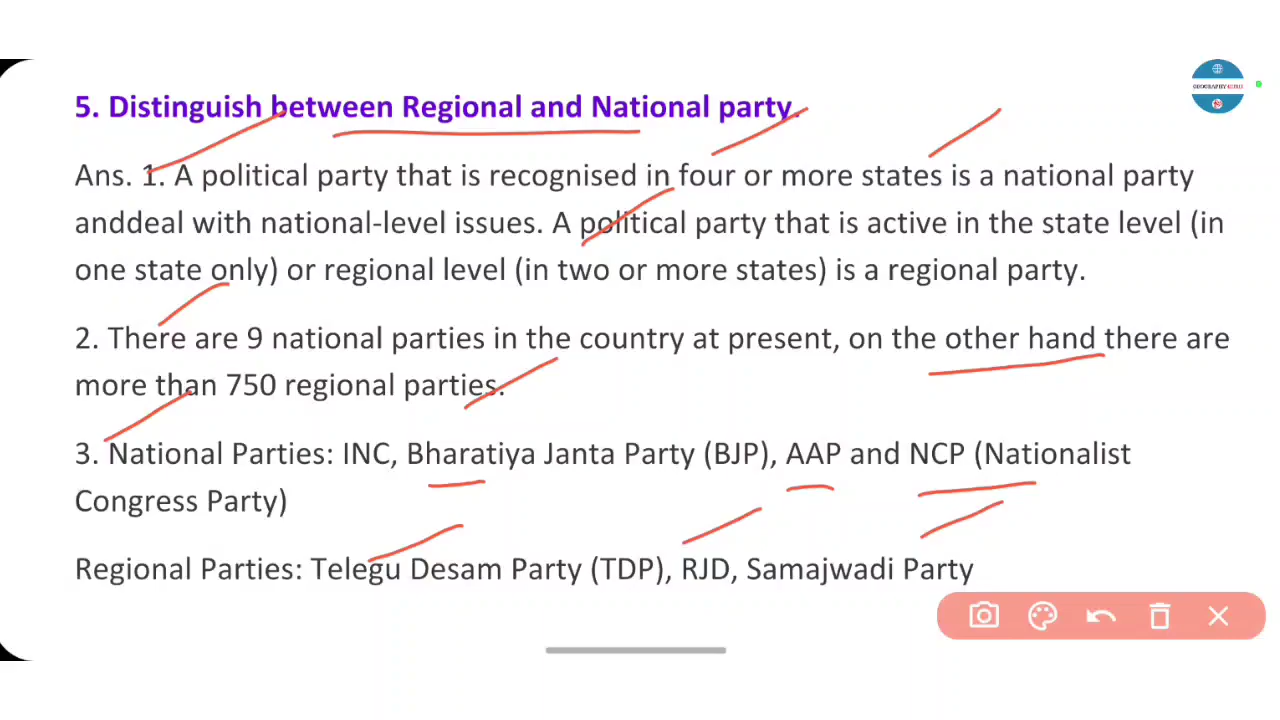 GEOGRAPHY GURU
5. Distinguish between Regional and National party.
Ans. 1. A political party that is recognised in four or more states is a national party
anddeal with national-level issues. A political party that is active in the state level (in
one state only) or regional level (in two or more states) is a regional party.
2. There are 9 national parties in the country at present, on the other hand there are
more than 750 regional parties.
3. National Parties: INC, Bharatiya Janta Party (BJP), AAP and NCP (Nationalist
Congress Party)
Regional Parties: Telegu Desam Party (TDP), RJD, Samajwadi Party